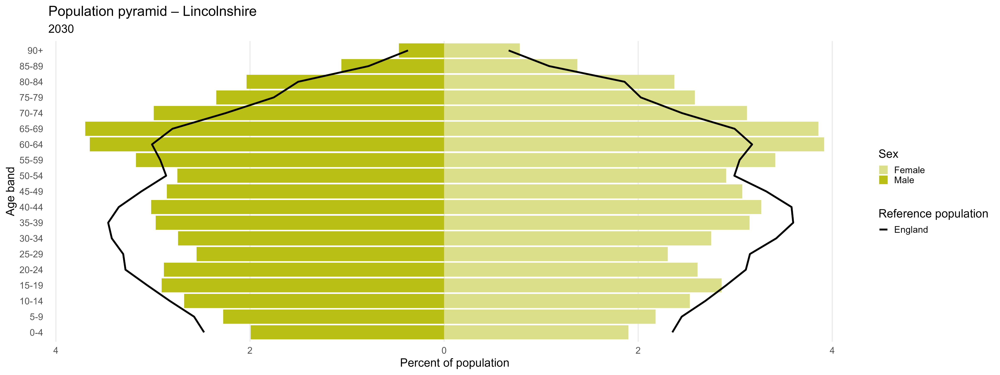 Population pyramid – Lincolnshire
2030
Age band
90+
85-89
80-84
75-79
70-74
65-69
60-64
55-59
50-54
45-49
40-44
35-39
30-34
25-29
20-24
15-19
10-14
5-9
0-4
4 2 0 2 4
Percent of population
Sex
Female
Male
Reference population
England